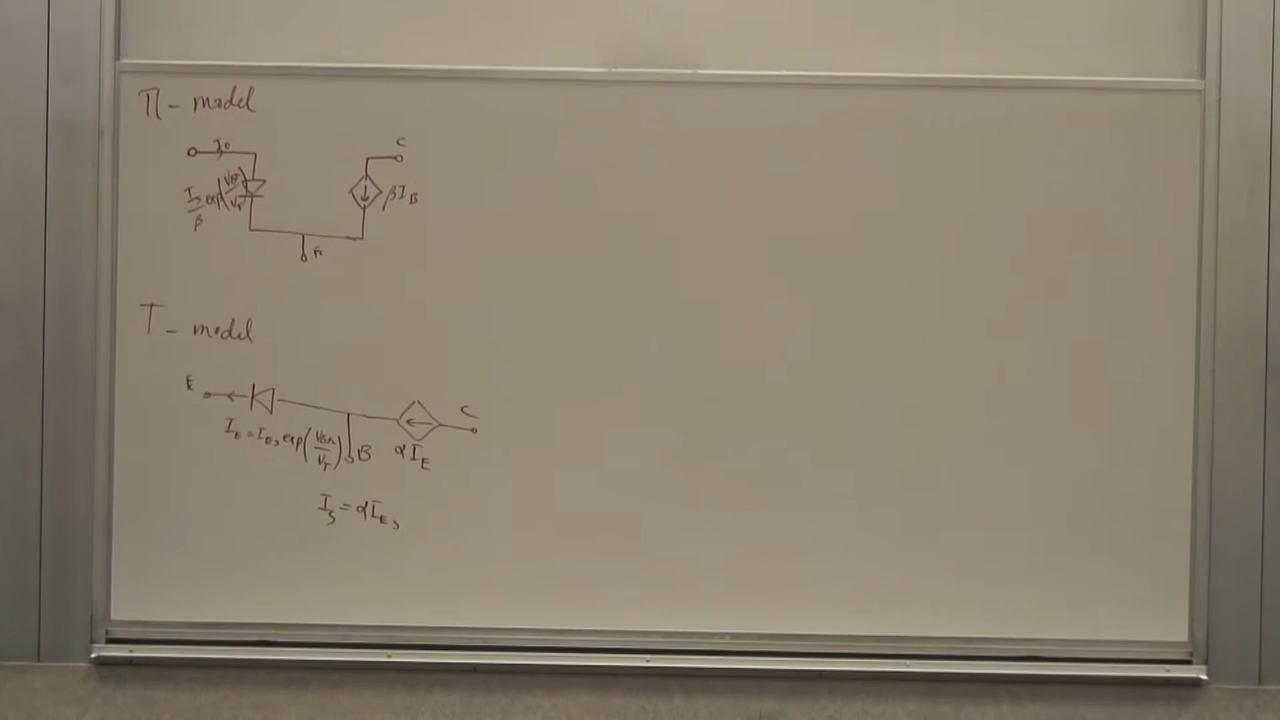 Π - model
I_B
C
I_S/β exp(V_BE/V_T)
βI_B
E
T - model
E
C
I_E = I_ES exp(V_BE/V_T)
B
αI_E
I_S = αI_ES